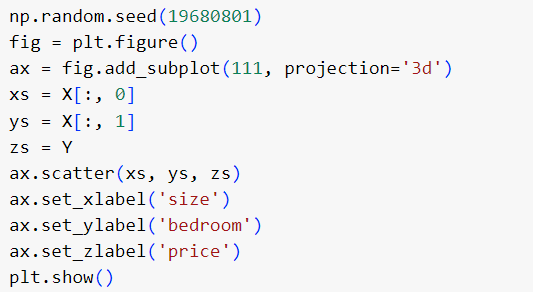 np.random.seed(19680801)
fig = plt.figure()
ax = fig.add_subplot(111, projection='3d')
xs = X[:, 0]
ys = X[:, 1]
zs = Y
ax.scatter(xs, ys, zs)
ax.set_xlabel('size')
ax.set_ylabel('bedroom')
ax.set_zlabel('price')
plt.show()